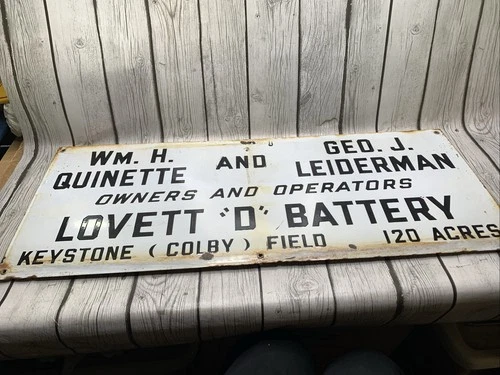 WM. H. QUINETTE AND GEO. J. LEIDERMAN
OWNERS AND OPERATORS
LOVETT "D" BATTERY
KEYSTONE (COLBY) FIELD 120 ACRES